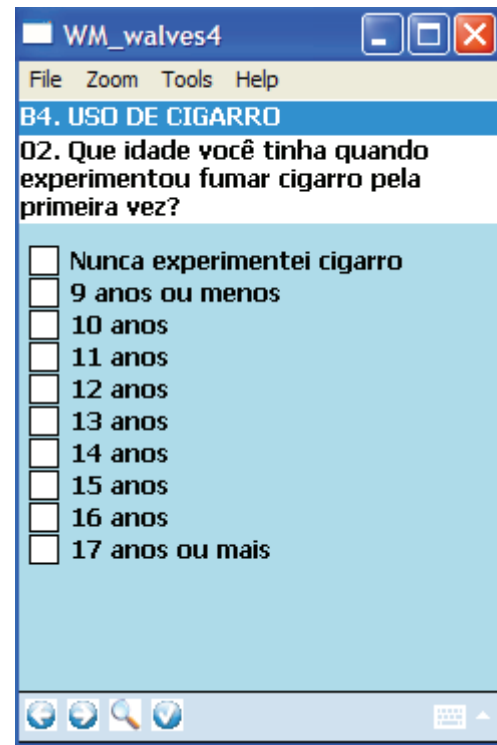 WM_walves4
File Zoom Tools Help
B4. USO DE CIGARRO
02. Que idade você tinha quando
experimentou fumar cigarro pela
primeira vez?
Nunca experimentei cigarro
9 anos ou menos
10 anos
11 anos
12 anos
13 anos
14 anos
15 anos
16 anos
17 anos ou mais